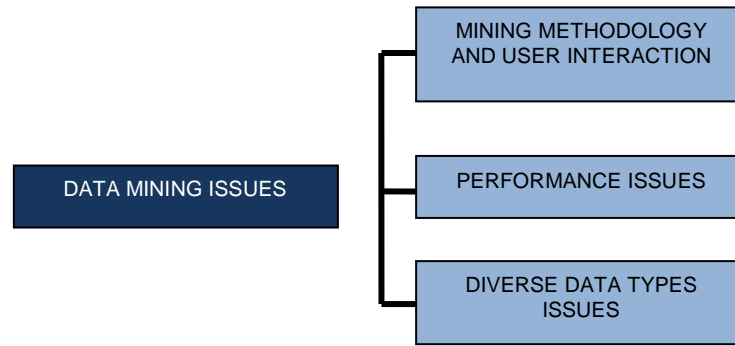 MINING METHODOLOGY
AND USER INTERACTION
DATA MINING ISSUES
PERFORMANCE ISSUES
DIVERSE DATA TYPES
ISSUES